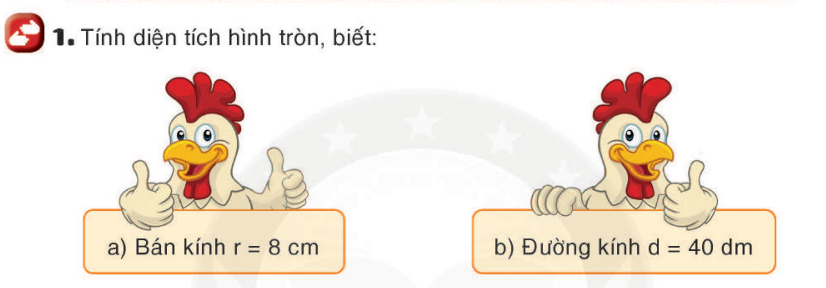 1. Tính diện tích hình tròn, biết:
a) Bán kính r = 8 cm
b) Đường kính d = 40 dm